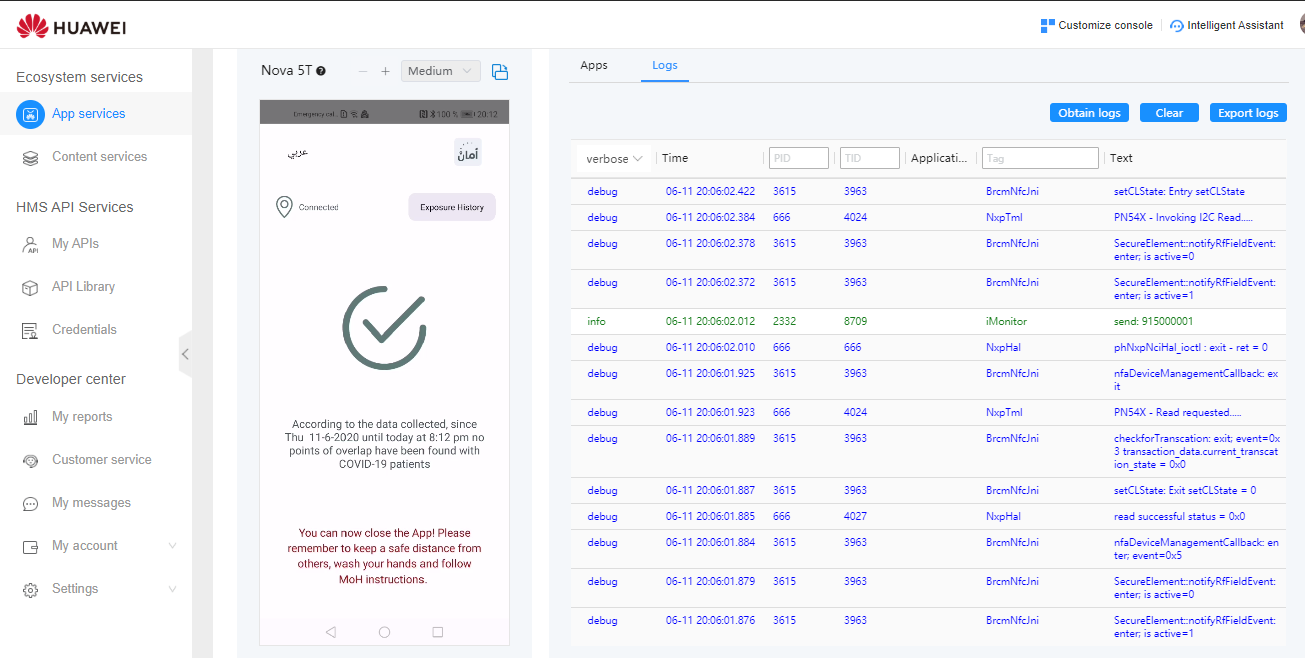 HUAWEI
Customize console
Intelligent Assistant
Ecosystem services
App services
Content services
HMS API Services
My APIs
API Library
Credentials
Developer center
My reports
Customer service
My messages
My account
Settings
Nova 5T
Medium
Emergency cal...
100 %
20:12
عربي
أمان
Connected
Exposure History
According to the data collected, since
Thu 11-6-2020 until today at 8:12 pm no
points of overlap have been found with
COVID-19 patients
You can now close the App! Please
remember to keep a safe distance from
others, wash your hands and follow
MoH instructions.
Apps
Logs
Obtain logs
Clear
Export logs
verbose Time PID TID Applicati... Tag Text
debug 06-11 20:06:02.422 3615 3963 BrcmNfcJni setCLState: Entry setCLState
debug 06-11 20:06:02.384 666 4024 NxpTml PN54X - Invoking I2C Read.....
debug 06-11 20:06:02.378 3615 3963 BrcmNfcJni SecureElement::notifyRfFieldEvent:
enter; is active=0
debug 06-11 20:06:02.372 3615 3963 BrcmNfcJni SecureElement::notifyRfFieldEvent:
enter; is active=1
info 06-11 20:06:02.012 2332 8709 iMonitor send: 915000001
debug 06-11 20:06:02.010 666 666 NxpHal phNxpNciHal_ioctl : exit - ret = 0
debug 06-11 20:06:01.925 3615 3963 BrcmNfcJni nfaDeviceManagementCallback: ex
it
debug 06-11 20:06:01.923 666 4024 NxpTml PN54X - Read requested.....
debug 06-11 20:06:01.889 3615 3963 BrcmNfcJni checkforTranscation: exit; event=0x
3 transaction_data.current_transcat
ion_state = 0x0
debug 06-11 20:06:01.887 3615 3963 BrcmNfcJni setCLState: Exit setCLState = 0
debug 06-11 20:06:01.885 666 4027 NxpHal read successful status = 0x0
debug 06-11 20:06:01.884 3615 3963 BrcmNfcJni nfaDeviceManagementCallback: en
ter; event=0x5
debug 06-11 20:06:01.879 3615 3963 BrcmNfcJni SecureElement::notifyRfFieldEvent:
enter; is active=0
debug 06-11 20:06:01.876 3615 3963 BrcmNfcJni SecureElement::notifyRfFieldEvent:
enter; is active=1